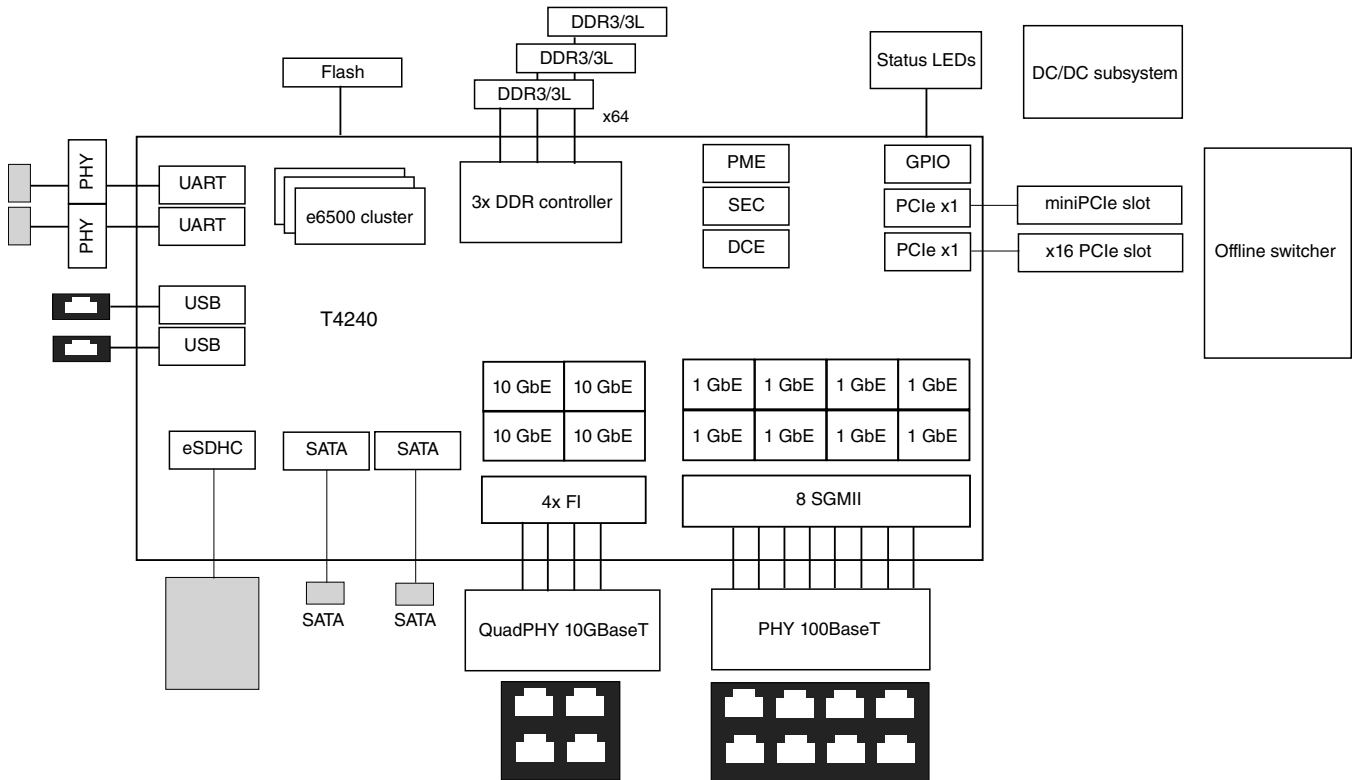 DDR3/3L
DDR3/3L
DDR3/3L
x64
Flash
Status LEDs
DC/DC subsystem
PHY
PHY
UART
UART
e6500 cluster
3x DDR controller
PME
SEC
DCE
GPIO
PCIe x1
PCIe x1
miniPCIe slot
x16 PCIe slot
Offline switcher
USB
USB
T4240
10 GbE 10 GbE
10 GbE 10 GbE
1 GbE 1 GbE 1 GbE 1 GbE
1 GbE 1 GbE 1 GbE 1 GbE
eSDHC
SATA
SATA
4x FI
8 SGMII
SATA
SATA
QuadPHY 10GBaseT
PHY 100BaseT